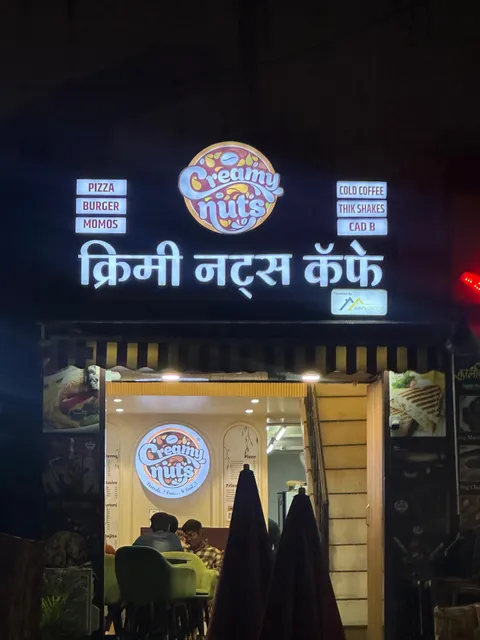 Creamy
nuts
PIZZA
BURGER
MOMOS
COLD COFFEE
THIK SHAKES
CAD B
क्रिमी नट्स कॅफे
Creamy
nuts